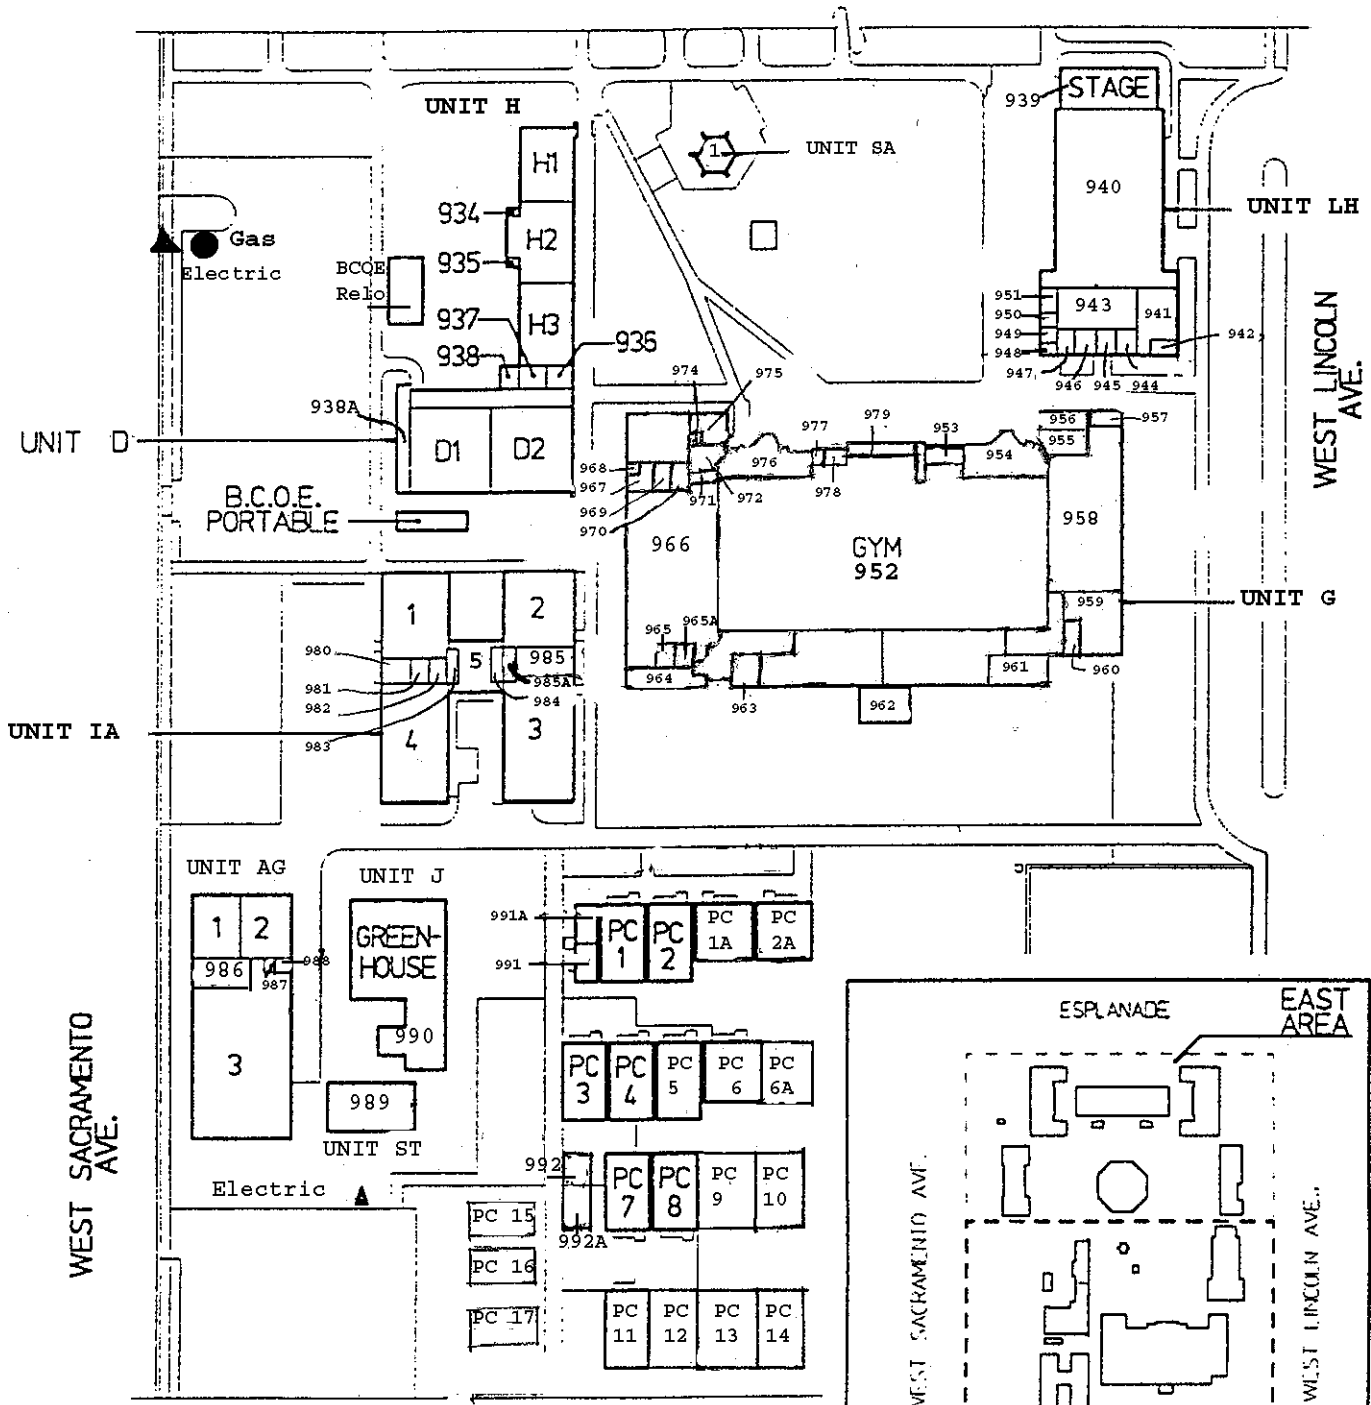 UNIT H
939
STAGE
H1
1
UNIT SA
940
934
H2
UNIT LH
Gas
Electric
935
BCOE
Relo
937
H3
936
938
951
943
941
950
949
942
948
947
946
945
944
WEST LINCOLN
AVE.
938A
974
975
979
977
953
956
957
955
UNIT D
D1
D2
968
967
976
978
954
969
971
972
970
B.C.O.E.
PORTABLE
966
GYM
952
958
1
2
959
UNIT G
980
5
985
965
965A
981
985A
964
961
960
982
984
963
962
UNIT IA
983
4
3
UNIT AG
UNIT J
1
2
991A
PC
1
PC
2
PC
1A
PC
2A
GREEN-
HOUSE
986
988
987
991
990
3
ESPLANADE
EAST
AREA
PC
3
PC
4
PC
5
PC
6
PC
6A
989
UNIT ST
WEST SACRAMENTO
AVE.
992
PC
7
PC
8
PC
9
PC
10
Electric
PC 15
992A
PC 16
PC 17
PC
11
PC
12
PC
13
PC
14
WEST SACRAMENTO AVE.
WEST LINCOLN AVE.